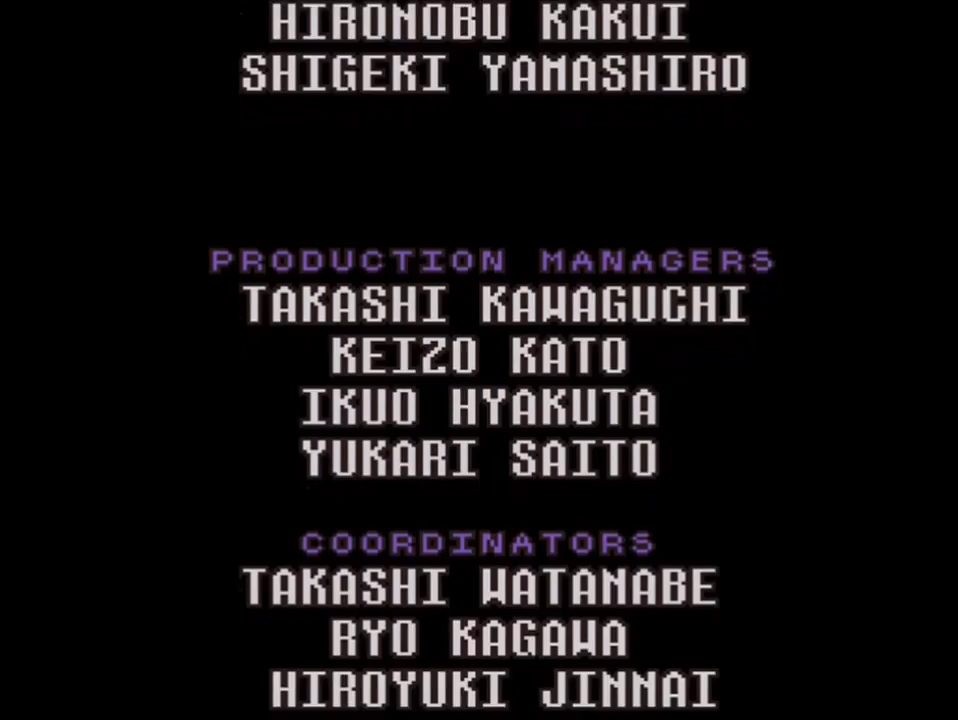 HIRONOBU KAKUI
SHIGEKI YAMASHIRO
PRODUCTION MANAGERS
TAKASHI KAWAGUCHI
KEIZO KATO
IKUO HYAKUTA
YUKARI SAITO
COORDINATORS
TAKASHI WATANABE
RYO KAGAWA
HIROYUKI JINNAI